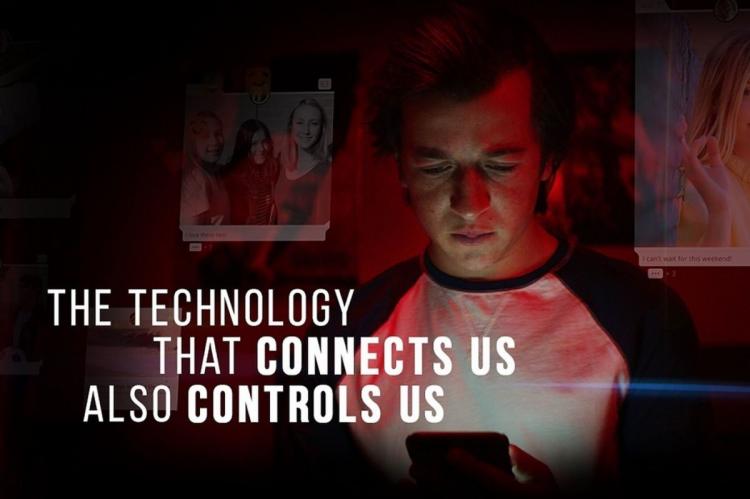 THE TECHNOLOGY
THAT CONNECTS US
ALSO CONTROLS US
I can't wait for this weekend!